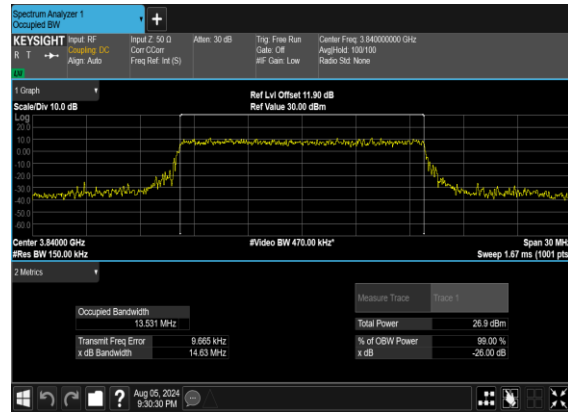 Spectrum Analyzer 1
Occupied BW
+
KEYSIGHT Input: RF Input Z: 50 Ω Atten: 30 dB Trig: Free Run Center Freq: 3.840000000 GHz
R T Coupling: DC Corr CCorr Gate: Off Avg|Hold: 100/100
Align: Auto Freq Ref: Int (S) #IF Gain: Low Radio Std: None
LXI
1 Graph
Ref Lvl Offset 11.90 dB
Scale/Div 10.0 dB Ref Value 30.00 dBm
Log
20.0
10.0
0.00
-10.0
-20.0
-30.0
-40.0
-50.0
-60.0
Center 3.84000 GHz #Video BW 470.00 kHz* Span 30 MHz
#Res BW 150.00 kHz Sweep 1.67 ms (1001 pts
2 Metrics
Measure Trace Trace 1
Occupied Bandwidth
13.531 MHz
Total Power 26.9 dBm
Transmit Freq Error 9.665 kHz % of OBW Power 99.00 %
x dB Bandwidth 14.63 MHz x dB -26.00 dB
? Aug 05, 2024
9:30:30 PM